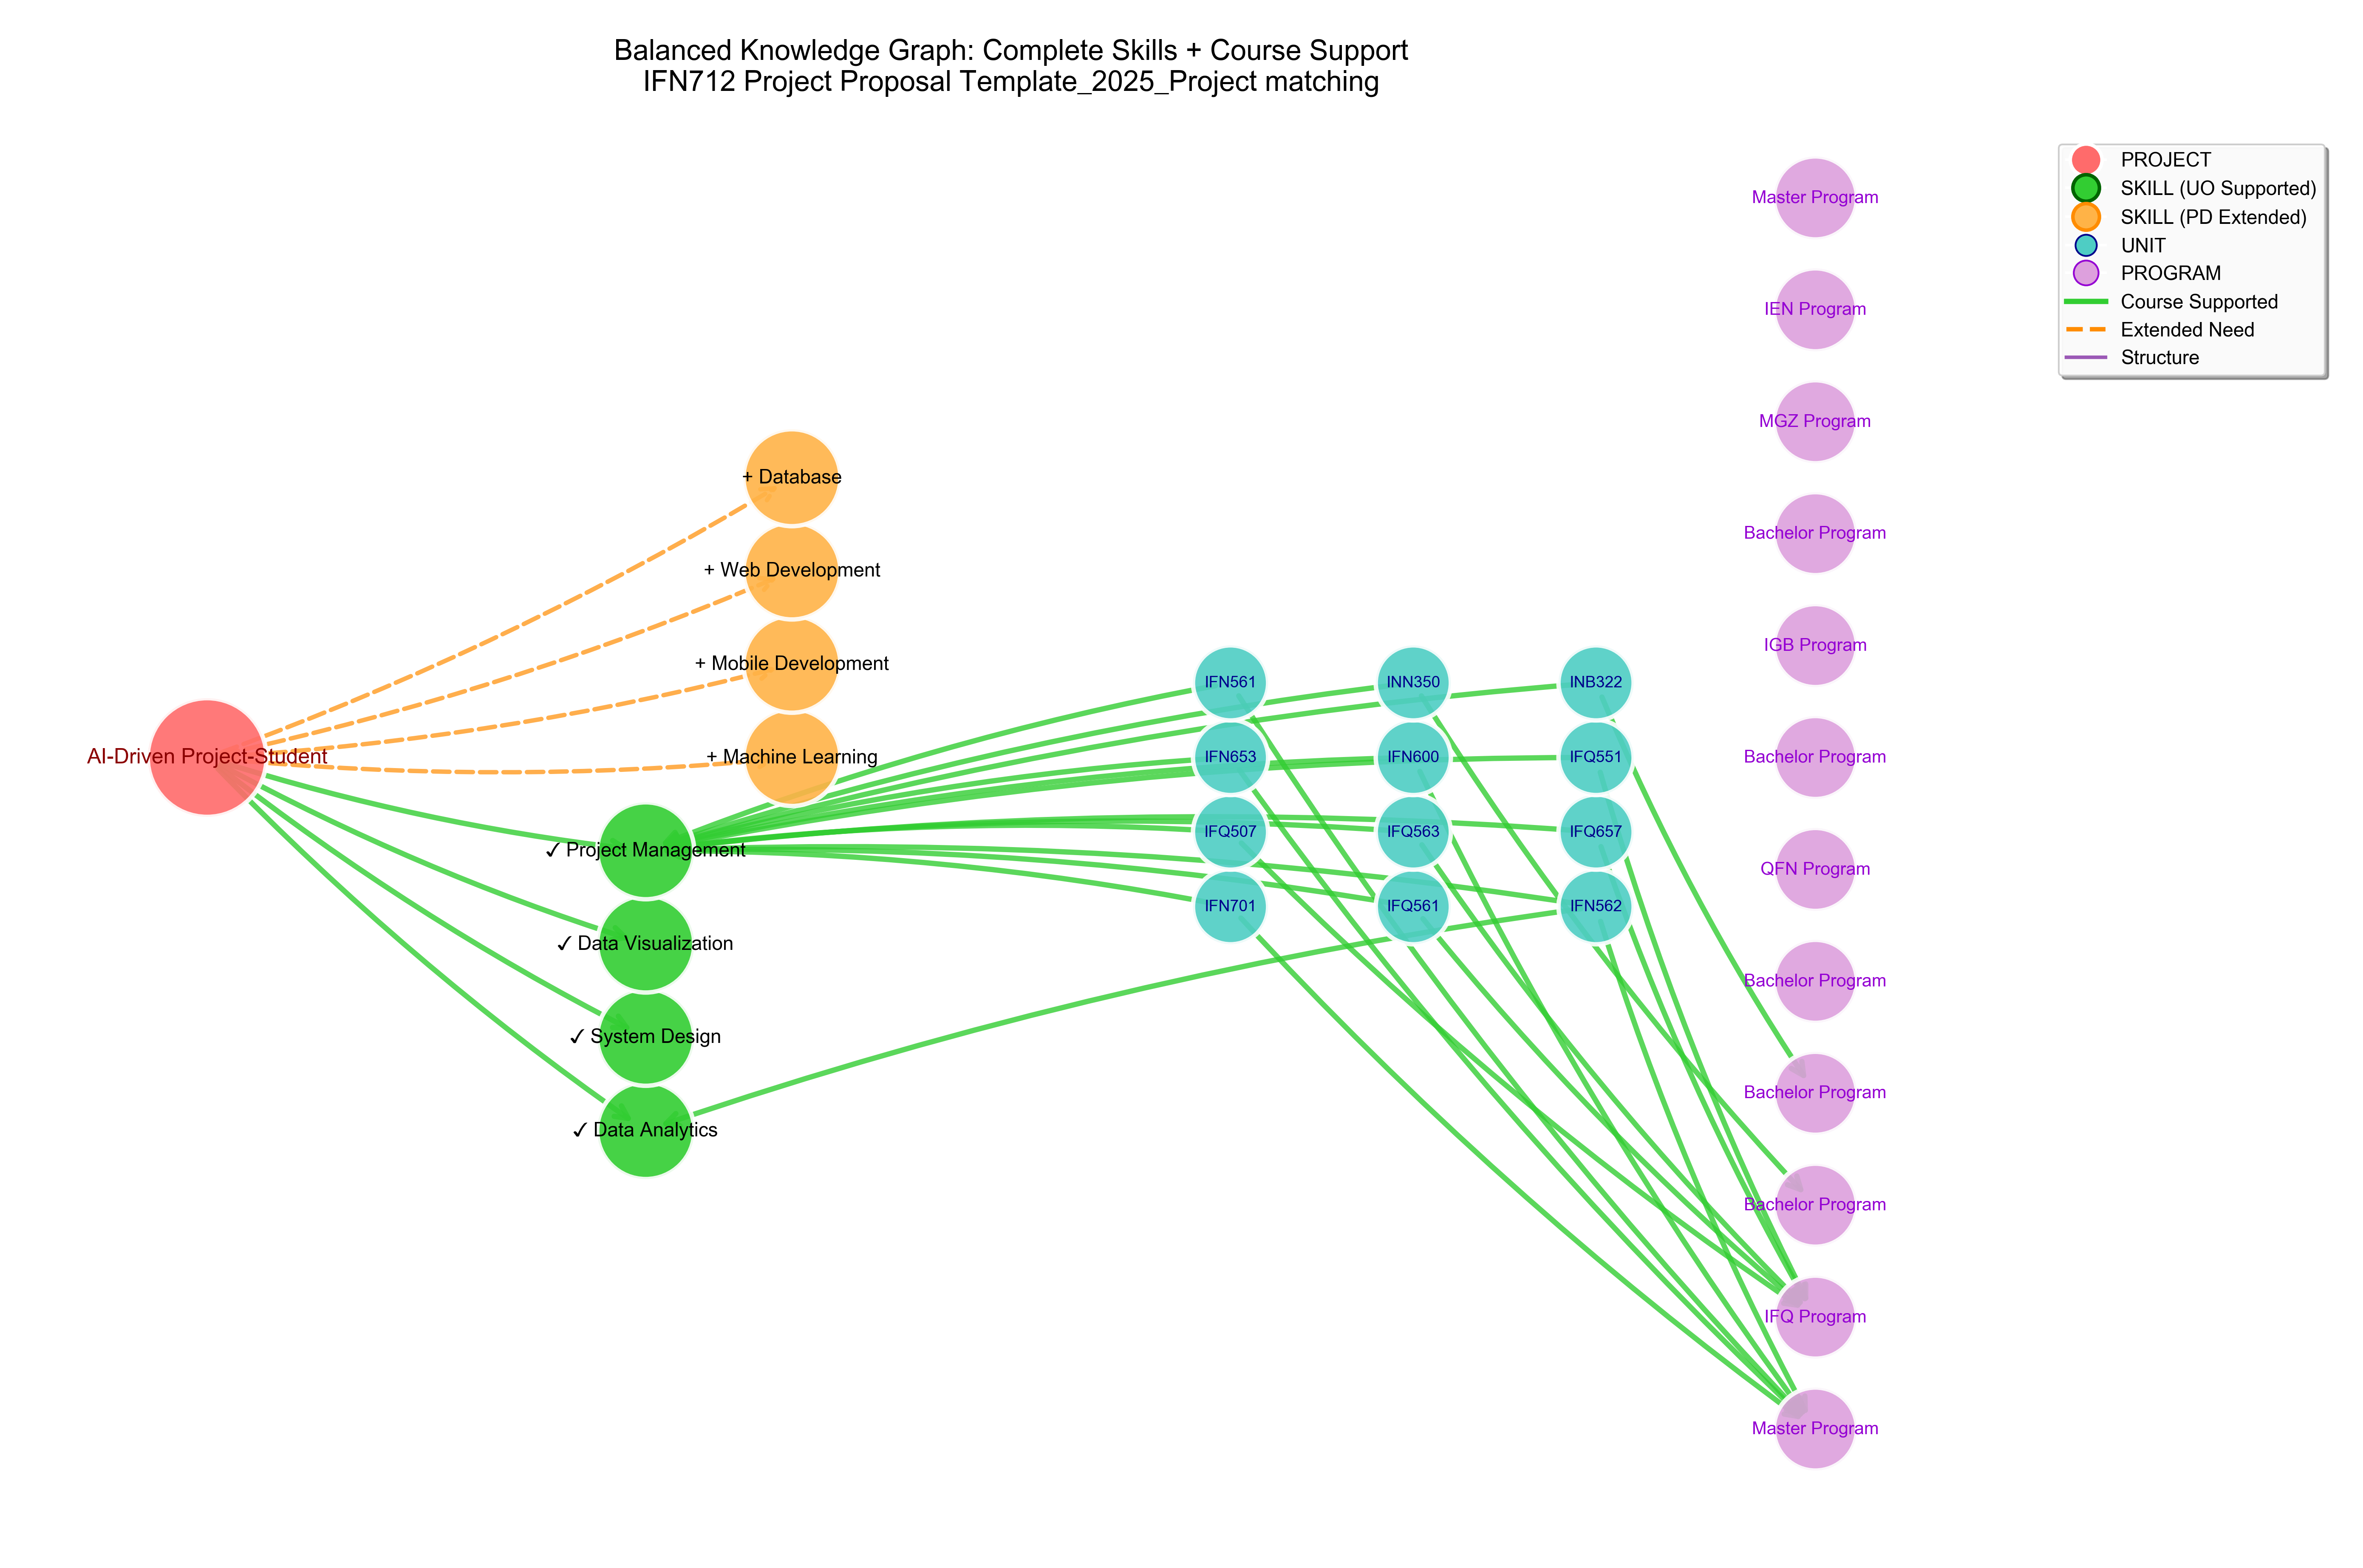 Balanced Knowledge Graph: Complete Skills + Course Support
IFN712 Project Proposal Template_2025_Project matching
PROJECT
SKILL (UO Supported)
SKILL (PD Extended)
UNIT
PROGRAM
Course Supported
Extended Need
Structure
AI-Driven Project-Student
+ Database
+ Web Development
+ Mobile Development
+ Machine Learning
✓ Project Management
✓ Data Visualization
✓ System Design
✓ Data Analytics
IFN561
INN350
INB322
IFN653
IFN600
IFQ551
IFQ507
IFQ563
IFQ657
IFN701
IFQ561
IFN562
Master Program
IEN Program
MGZ Program
Bachelor Program
IGB Program
Bachelor Program
QFN Program
Bachelor Program
Bachelor Program
Bachelor Program
IFQ Program
Master Program